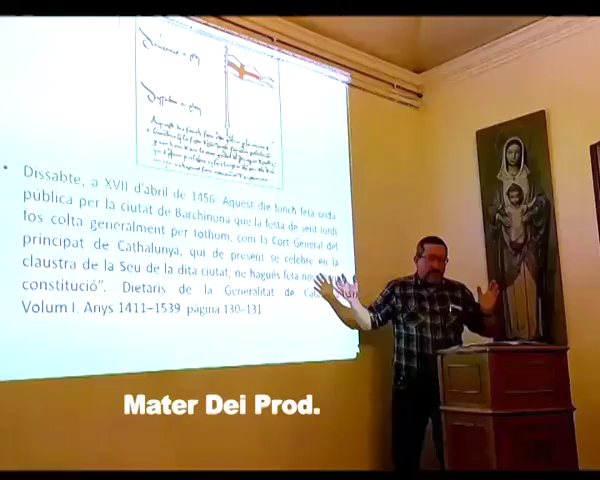 Dissabte, a XVII d'abril de 1456. Aquest die fonch feta crida
pública per la ciutat de Barchinona que la festa de sent Jordi
fos colta generalment per tothom, com la Cort General del
principat de Cathalunya, qui de present se celebre en la
claustra de la Seu de la dita ciutat, ne hagués feta
constitució". Dietaris de la Generalitat de
Volum I. Anys 1411-1539 pàgina 130-131
Mater Dei Prod.